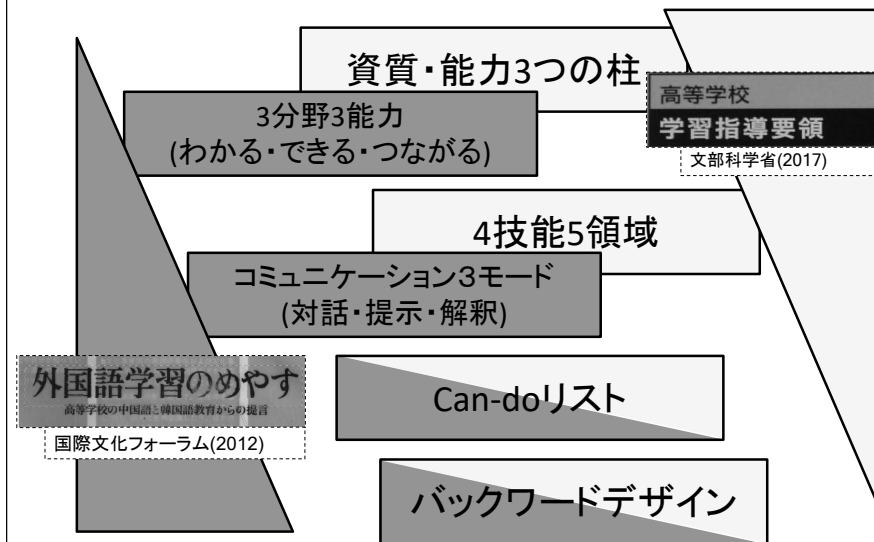 資質・能力3つの柱
高等学校
学習指導要領
文部科学省(2017)
3分野3能力
(わかる・できる・つながる)
4技能5領域
コミュニケーション3モード
(対話・提示・解釈)
外国語学習のめやす
高等学校の中国語と韓国語教育からの提言
国際文化フォーラム(2012)
Can-doリスト
バックワードデザイン